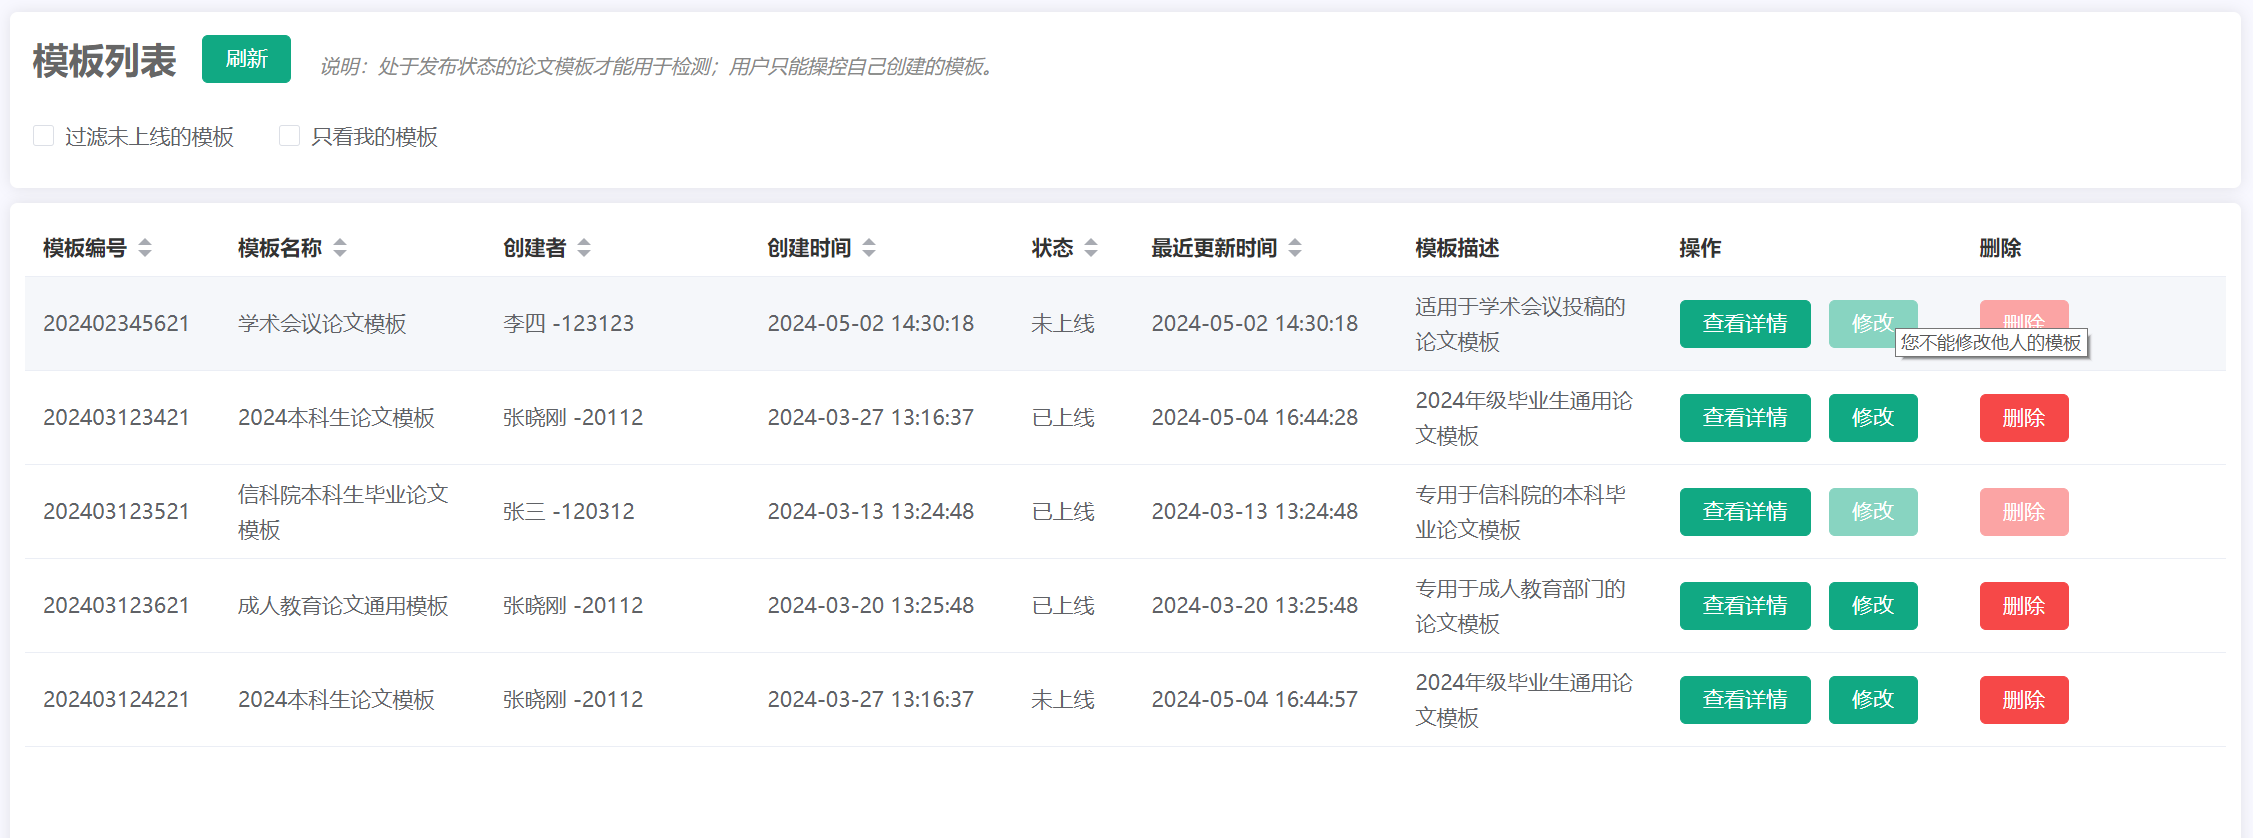 模板列表 刷新 说明：处于发布状态的论文模板才能用于检测；用户只能操控自己创建的模板。
过滤未上线的模板 只看我的模板
模板编号 模板名称 创建者 创建时间 状态 最近更新时间 模板描述 操作 删除
202402345621 学术会议论文模板 李四 -123123 2024-05-02 14:30:18 未上线 2024-05-02 14:30:18 适用于学术会议投稿的
论文模板 查看详情 修改 删除
您不能修改他人的模板
202403123421 2024本科生论文模板 张晓刚 -20112 2024-03-27 13:16:37 已上线 2024-05-04 16:44:28 2024年级毕业生通用论
文模板 查看详情 修改 删除
202403123521 信科院本科生毕业论文
模板 张三 -120312 2024-03-13 13:24:48 已上线 2024-03-13 13:24:48 专用于信科院的本科毕
业论文模板 查看详情 修改 删除
202403123621 成人教育论文通用模板 张晓刚 -20112 2024-03-20 13:25:48 已上线 2024-03-20 13:25:48 专用于成人教育部门的
论文模板 查看详情 修改 删除
202403124221 2024本科生论文模板 张晓刚 -20112 2024-03-27 13:16:37 未上线 2024-05-04 16:44:57 2024年级毕业生通用论
文模板 查看详情 修改 删除